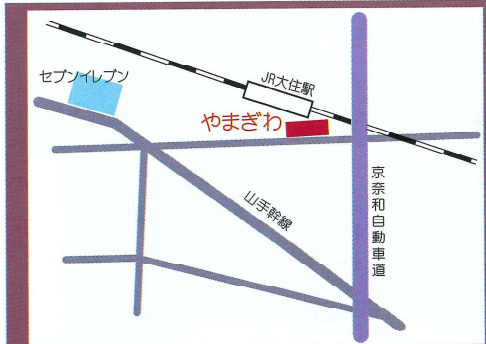 セブンイレブン
JR大住駅
やまぎわ
山手幹線
京奈和自動車道